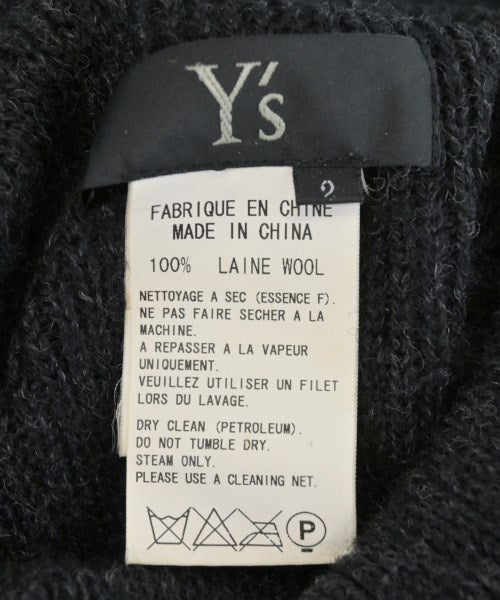 Y's
2
FABRIQUE EN CHINE
MADE IN CHINA
100% LAINE WOOL
NETTOYAGE A SEC (ESSENCE F).
NE PAS FAIRE SECHER A LA
MACHINE.
A REPASSER A LA VAPEUR
UNIQUEMENT.
VEUILLEZ UTILISER UN FILET
LORS DU LAVAGE.
DRY CLEAN (PETROLEUM).
DO NOT TUMBLE DRY.
STEAM ONLY.
PLEASE USE A CLEANING NET.
P